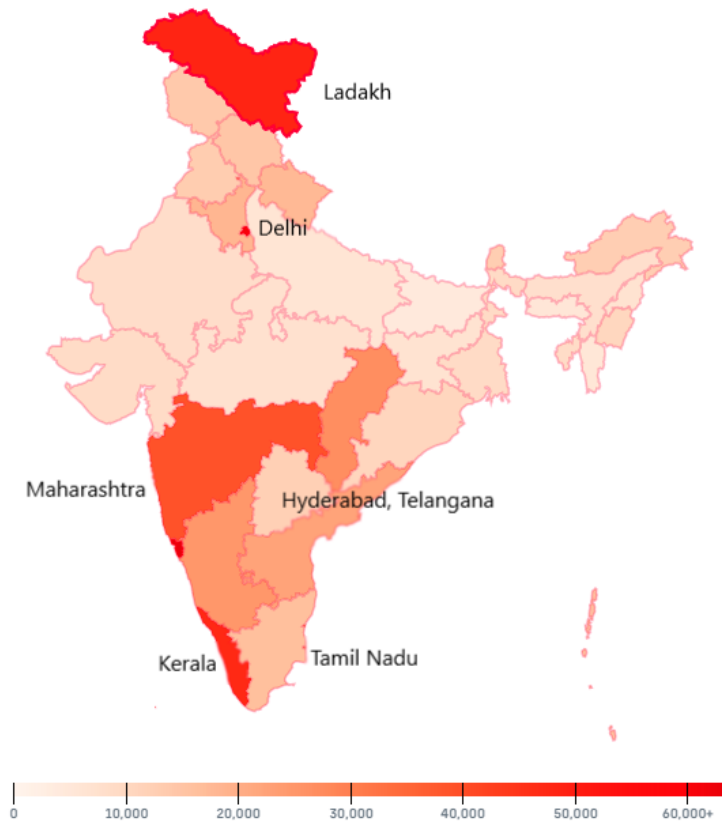 Ladakh
Delhi
Maharashtra
Hyderabad, Telangana
Kerala
Tamil Nadu
0 10,000 20,000 30,000 40,000 50,000 60,000+